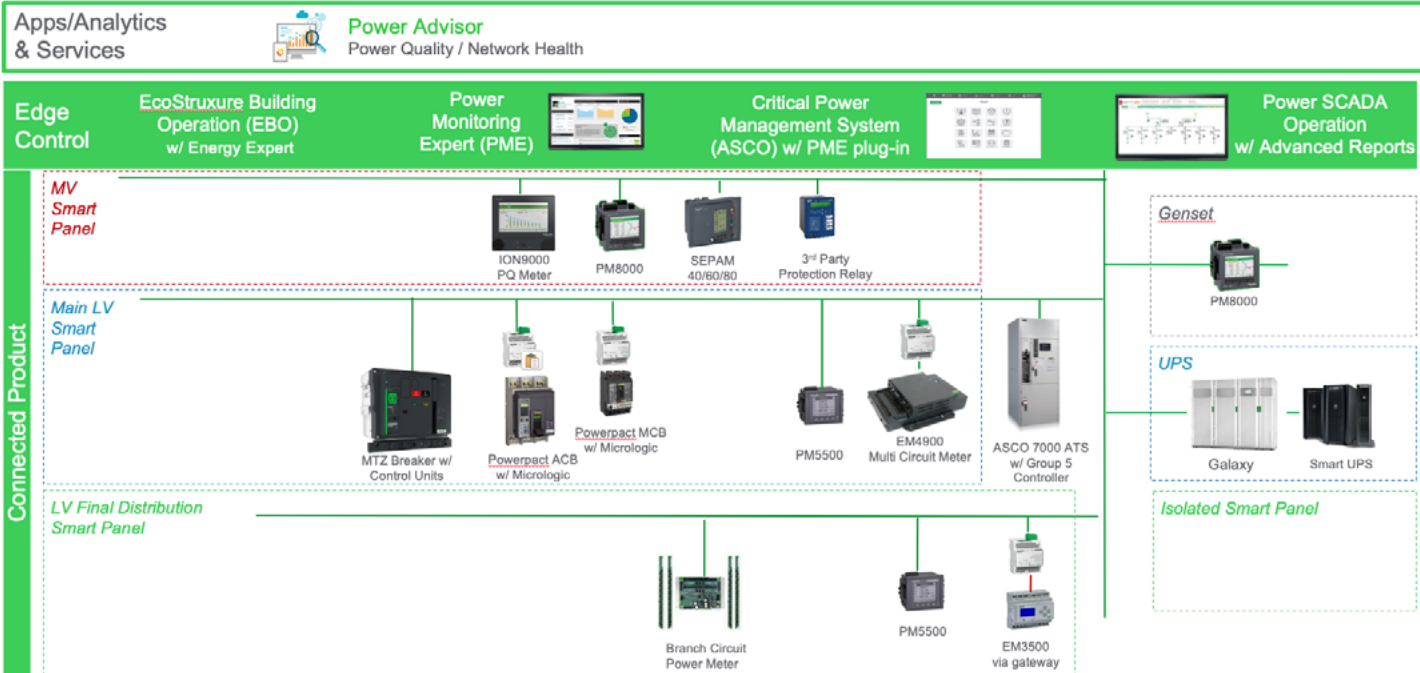 Apps/Analytics
& Services
Power Advisor
Power Quality / Network Health
Edge
Control
EcoStruxure Building
Operation (EBO)
w/ Energy Expert
Power
Monitoring
Expert (PME)
Critical Power
Management System
(ASCO) w/ PME plug-in
Power SCADA
Operation
w/ Advanced Reports
Connected Product
MV
Smart
Panel
ION9000
PQ Meter
PM8000
SEPAM
40/60/80
3rd Party
Protection Relay
Genset
PM8000
Main LV
Smart
Panel
MTZ Breaker w/
Control Units
Powerpact ACB
w/ Micrologic
Powerpact MCB
w/ Micrologic
PM5500
EM4900
Multi Circuit Meter
ASCO 7000 ATS
w/ Group 5
Controller
UPS
Galaxy
Smart UPS
LV Final Distribution
Smart Panel
Branch Circuit
Power Meter
PM5500
EM3500
via gateway
Isolated Smart Panel